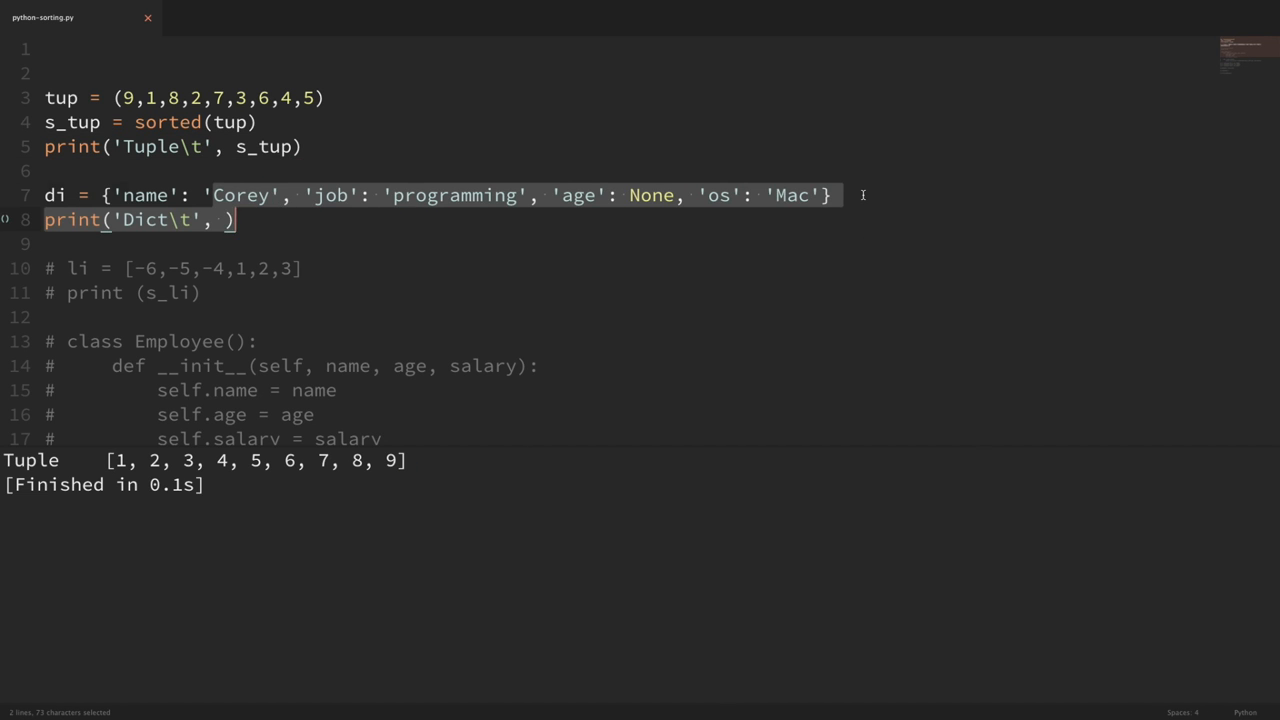 python-sorting.py
1
2
3 tup = (9,1,8,2,7,3,6,4,5)
4 s_tup = sorted(tup)
5 print('Tuple\t', s_tup)
6
7 di = {'name': 'Corey', 'job': 'programming', 'age': None, 'os': 'Mac'}
8 print('Dict\t', )
9
10 # li = [-6,-5,-4,1,2,3]
11 # print (s_li)
12
13 # class Employee():
14 #     def __init__(self, name, age, salary):
15 #         self.name = name
16 #         self.age = age
17 #         self.salary = salary
Tuple    [1, 2, 3, 4, 5, 6, 7, 8, 9]
[Finished in 0.1s]
2 lines, 73 characters selected
Spaces: 4
Python